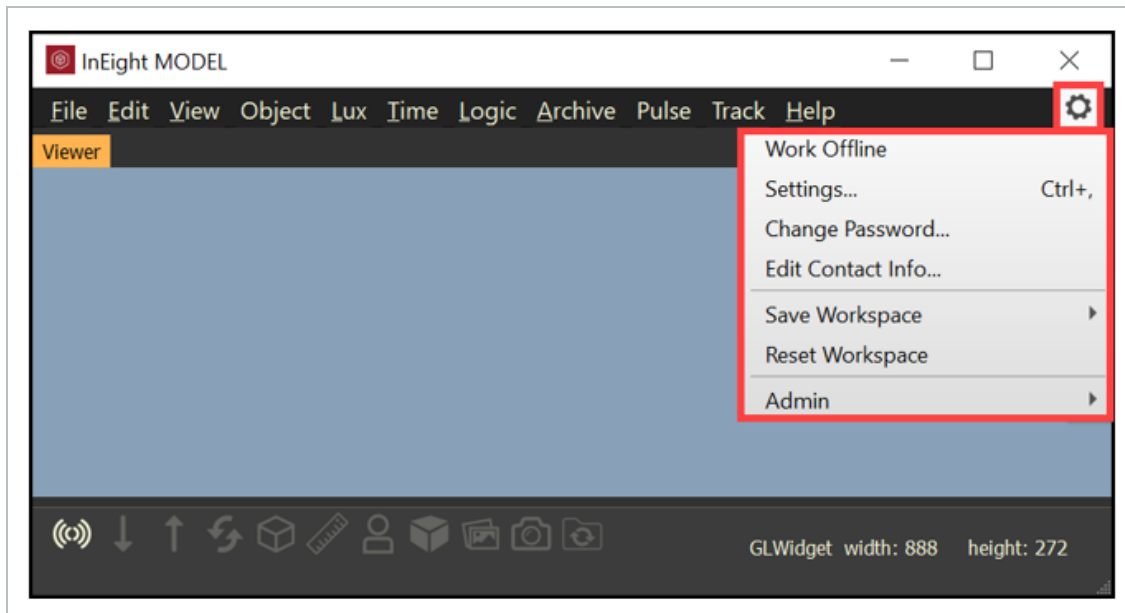 InEight MODEL
File Edit View Object Lux Time Logic Archive Pulse Track Help
Viewer
Work Offline
Settings... Ctrl+,
Change Password...
Edit Contact Info...
Save Workspace
Reset Workspace
Admin
GLWidget width: 888 height: 272